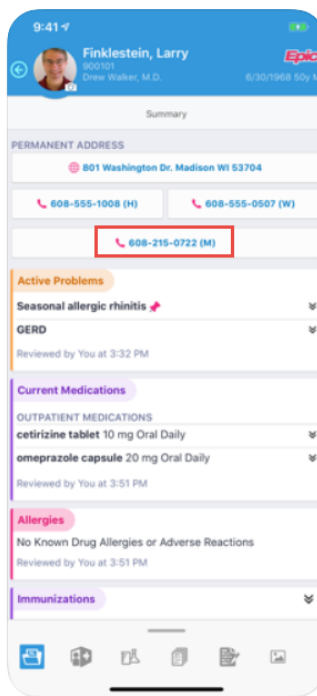 9:41
Finklestein, Larry
900101
Drew Walker, M.D.
Epic
6/30/1968 50y M
Summary
PERMANENT ADDRESS
801 Washington Dr. Madison WI 53704
608-555-1008 (H)
608-555-0507 (W)
608-215-0722 (M)
Active Problems
Seasonal allergic rhinitis
GERD
Reviewed by You at 3:32 PM
Current Medications
OUTPATIENT MEDICATIONS
cetirizine tablet 10 mg Oral Daily
omeprazole capsule 20 mg Oral Daily
Reviewed by You at 3:51 PM
Allergies
No Known Drug Allergies or Adverse Reactions
Reviewed by You at 3:51 PM
Immunizations